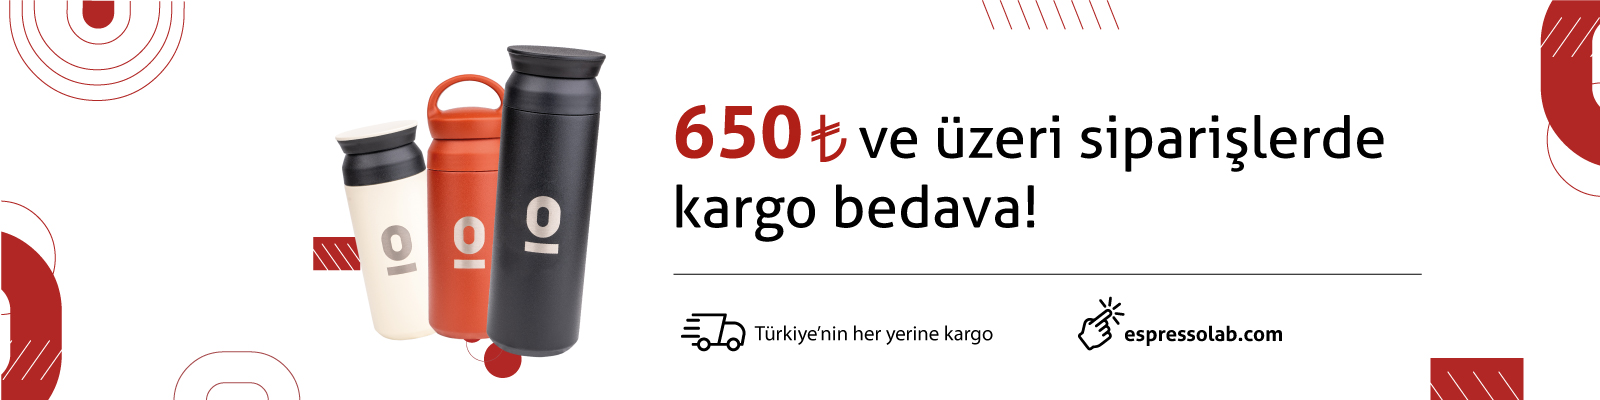 650 ₺ ve üzeri siparişlerde
kargo bedava!
Türkiye’nin her yerine kargo
espressolab.com